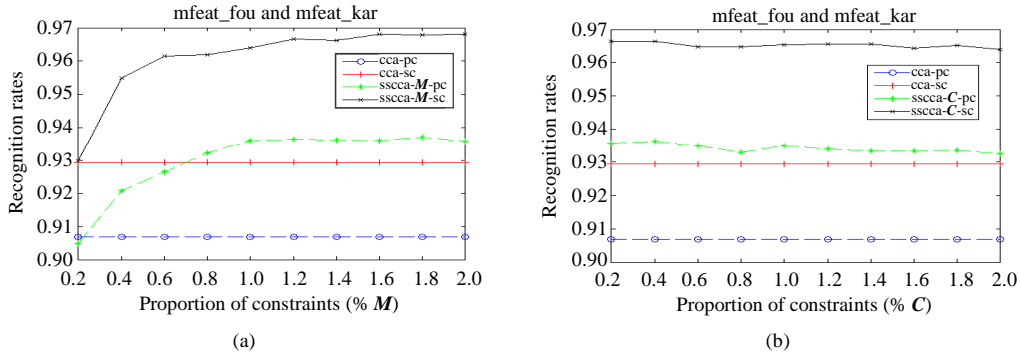 mfeat_fou and mfeat_kar
0.97
0.96
0.95
0.94
0.93
0.92
0.91
0.90
Recognition rates
cca-pc
cca-sc
sscca-M-pc
sscca-M-sc
0.2 0.4 0.6 0.8 1.0 1.2 1.4 1.6 1.8 2.0
Proportion of constraints (% M)
(a)
mfeat_fou and mfeat_kar
0.97
0.96
0.95
0.94
0.93
0.92
0.91
0.90
Recognition rates
cca-pc
cca-sc
sscca-C-pc
sscca-C-sc
0.2 0.4 0.6 0.8 1.0 1.2 1.4 1.6 1.8 2.0
Proportion of constraints (% C)
(b)